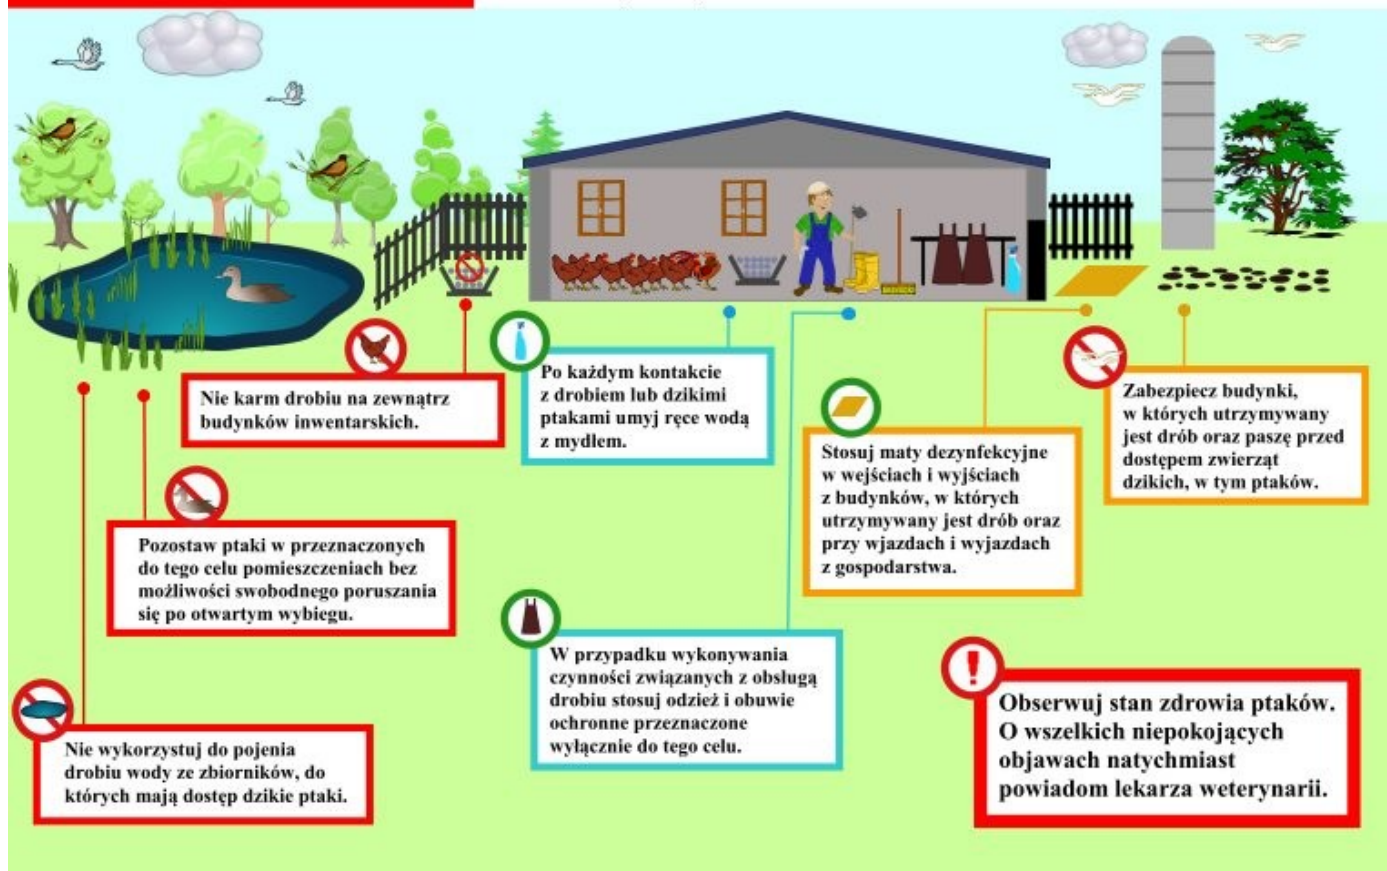 Nie karm drobiu na zewnątrz
budynków inwentarskich.
Po każdym kontakcie
z drobiem lub dzikimi
ptakami umyj ręce wodą
z mydłem.
Stosuj maty dezynfekcyjne
w wejściach i wyjściach
z budynków, w których
utrzymywany jest drób oraz
przy wjazdach i wyjazdach
z gospodarstwa.
Zabezpiecz budynki,
w których utrzymywany
jest drób oraz paszę przed
dostępem zwierząt
dzikich, w tym ptaków.
Pozostaw ptaki w przeznaczonych
do tego celu pomieszczeniach bez
możliwości swobodnego poruszania
się po otwartym wybiegu.
W przypadku wykonywania
czynności związanych z obsługą
drobiu stosuj odzież i obuwie
ochronne przeznaczone
wyłącznie do tego celu.
Nie wykorzystuj do pojenia
drobiu wody ze zbiorników, do
których mają dostęp dzikie ptaki.
Obserwuj stan zdrowia ptaków.
O wszelkich niepokojących
objawach natychmiast
powiadom lekarza weterynarii.